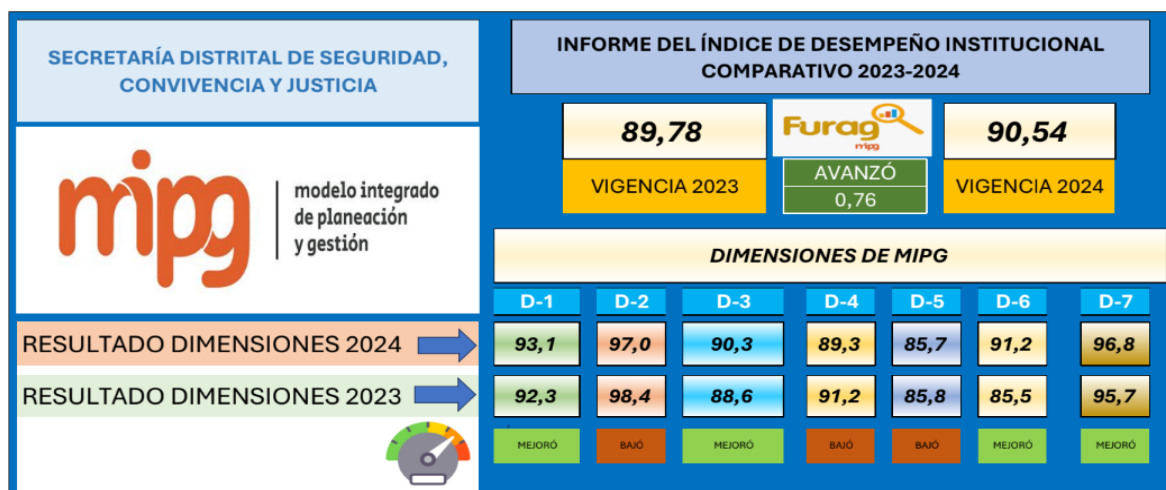 SECRETARÍA DISTRITAL DE SEGURIDAD,
CONVIVENCIA Y JUSTICIA
mipg
modelo integrado
de planeación
y gestión
INFORME DEL ÍNDICE DE DESEMPEÑO INSTITUCIONAL
COMPARATIVO 2023-2024
89,78
VIGENCIA 2023
Furag
mipg
AVANZÓ
0,76
90,54
VIGENCIA 2024
DIMENSIONES DE MIPG
D-1 D-2 D-3 D-4 D-5 D-6 D-7
RESULTADO DIMENSIONES 2024 93,1 97,0 90,3 89,3 85,7 91,2 96,8
RESULTADO DIMENSIONES 2023 92,3 98,4 88,6 91,2 85,8 85,5 95,7
MEJORÓ BAJÓ MEJORÓ BAJÓ BAJÓ MEJORÓ MEJORÓ